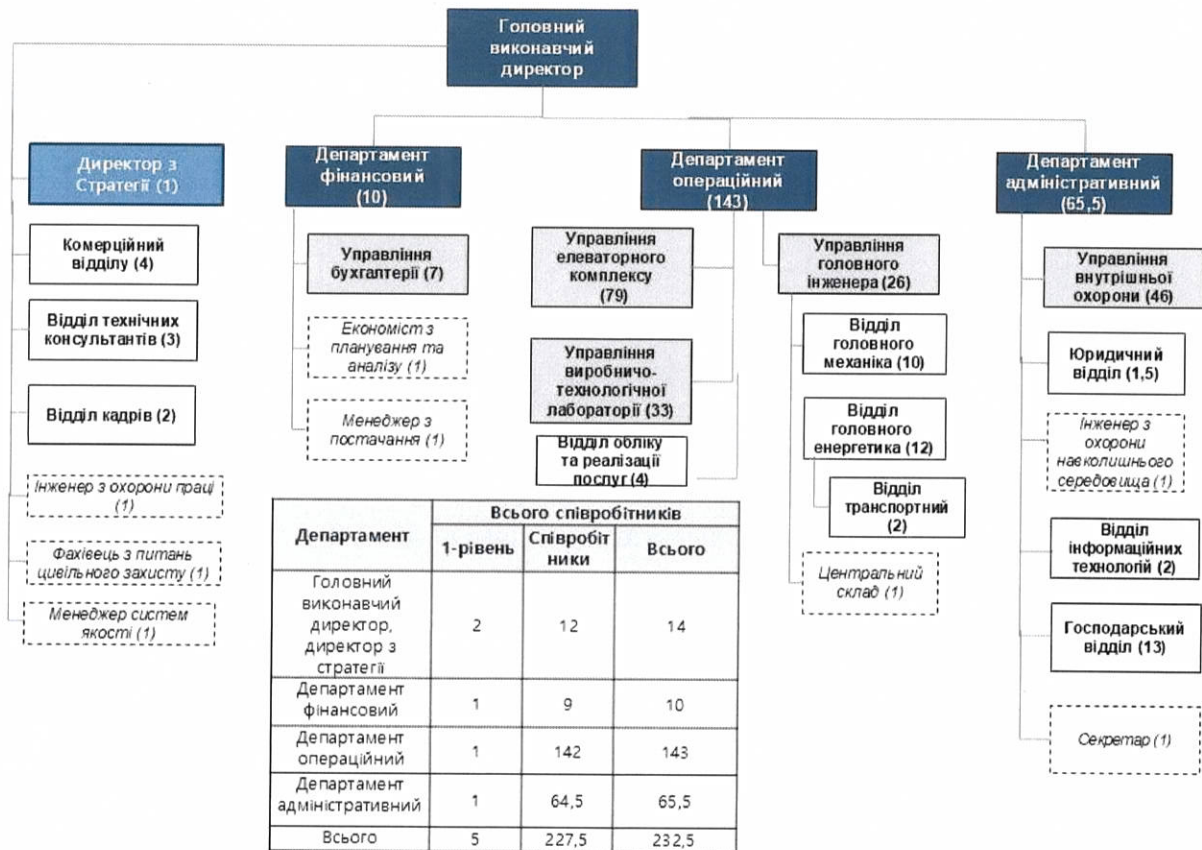 Головний
виконавчий
директор
Директор з
Стратегії (1)
Комерційний
відділу (4)
Відділ технічних
консультантів (3)
Відділ кадрів (2)
Інженер з охорони праці
(1)
Фахівець з питань
цивільного захисту (1)
Менеджер систем
якості (1)
Департамент
фінансовий
(10)
Управління
бухгалтерії (7)
Економіст з
планування та
аналізу (1)
Менеджер з
постачання (1)
Департамент
операційний
(143)
Управління
елеваторного
комплексу
(79)
Управління
виробничо-
технологічної
лабораторії (33)
Відділ обліку
та реалізації
послуг (4)
Управління
головного
інженера (26)
Відділ
головного
механіка (10)
Відділ
головного
енергетика (12)
Відділ
транспортний
(2)
Центральний
склад (1)
Департамент
адміністративний
(65,5)
Управління
внутрішньої
охорони (46)
Юридичний
відділ (1,5)
Інженер з
охорони
навколишнього
середовища (1)
Відділ
інформаційних
технологій (2)
Господарський
відділ (13)
Секретар (1)
Департамент
Всього співробітників
1-рівень
Співробіт
ники
Всього
Головний
виконавчий
директор,
директор з
стратегії
2
12
14
Департамент
фінансовий
1
9
10
Департамент
операційний
1
142
143
Департамент
адміністративний
1
64,5
65,5
Всього
5
227,5
232,5